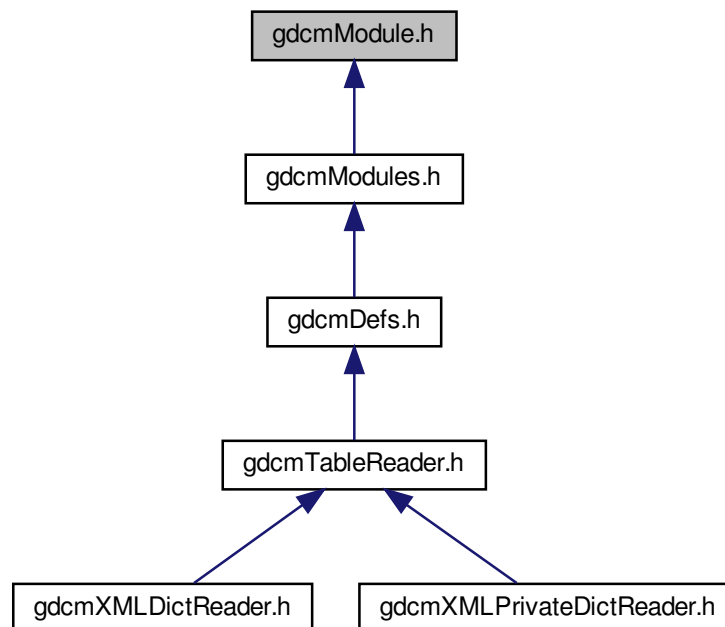 gdcmModule.h
gdcmModules.h
gdcmDefs.h
gdcmTableReader.h
gdcmXMLDictReader.h
gdcmXMLPrivateDictReader.h